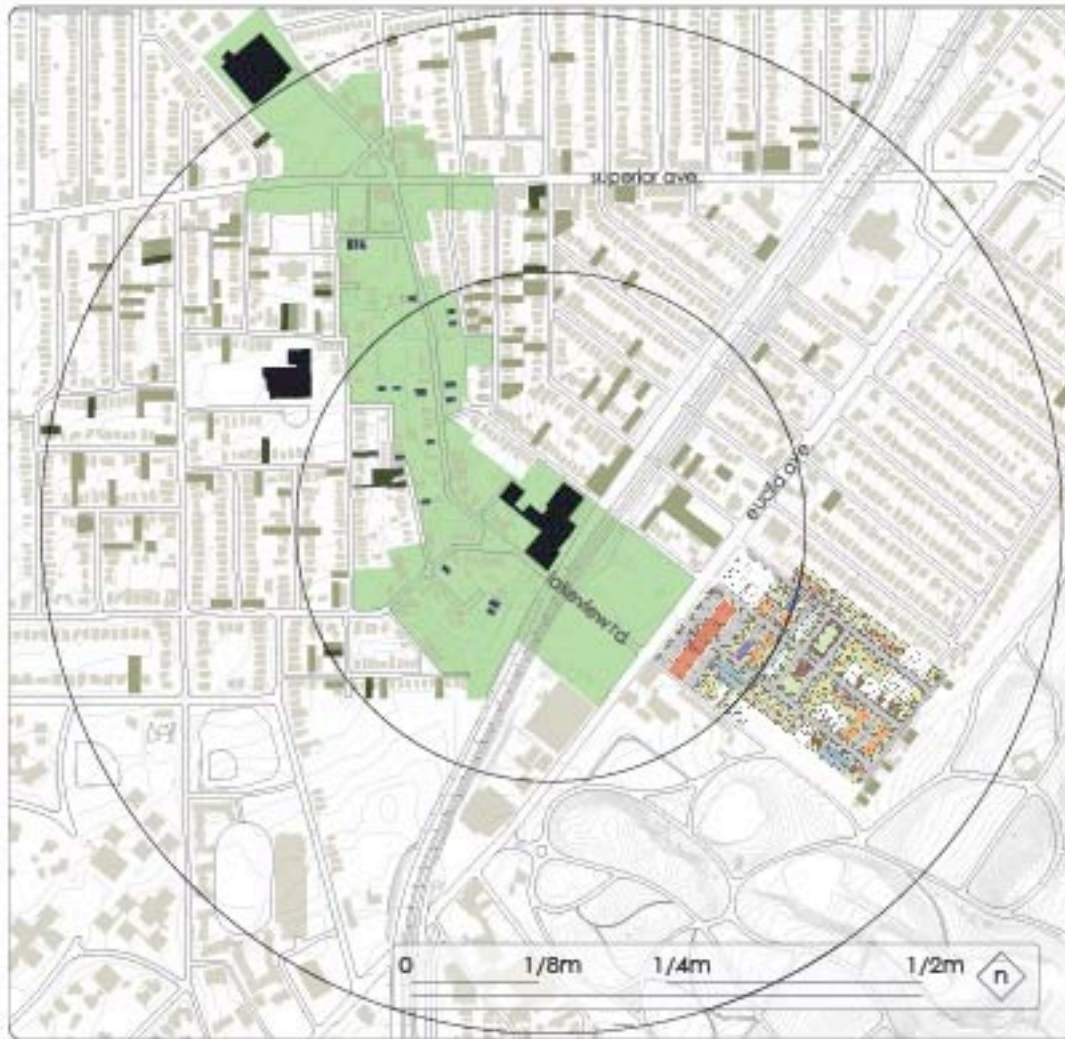 superior ave.
euclid ave
lakeview rd.
0 1/8m 1/4m 1/2m n